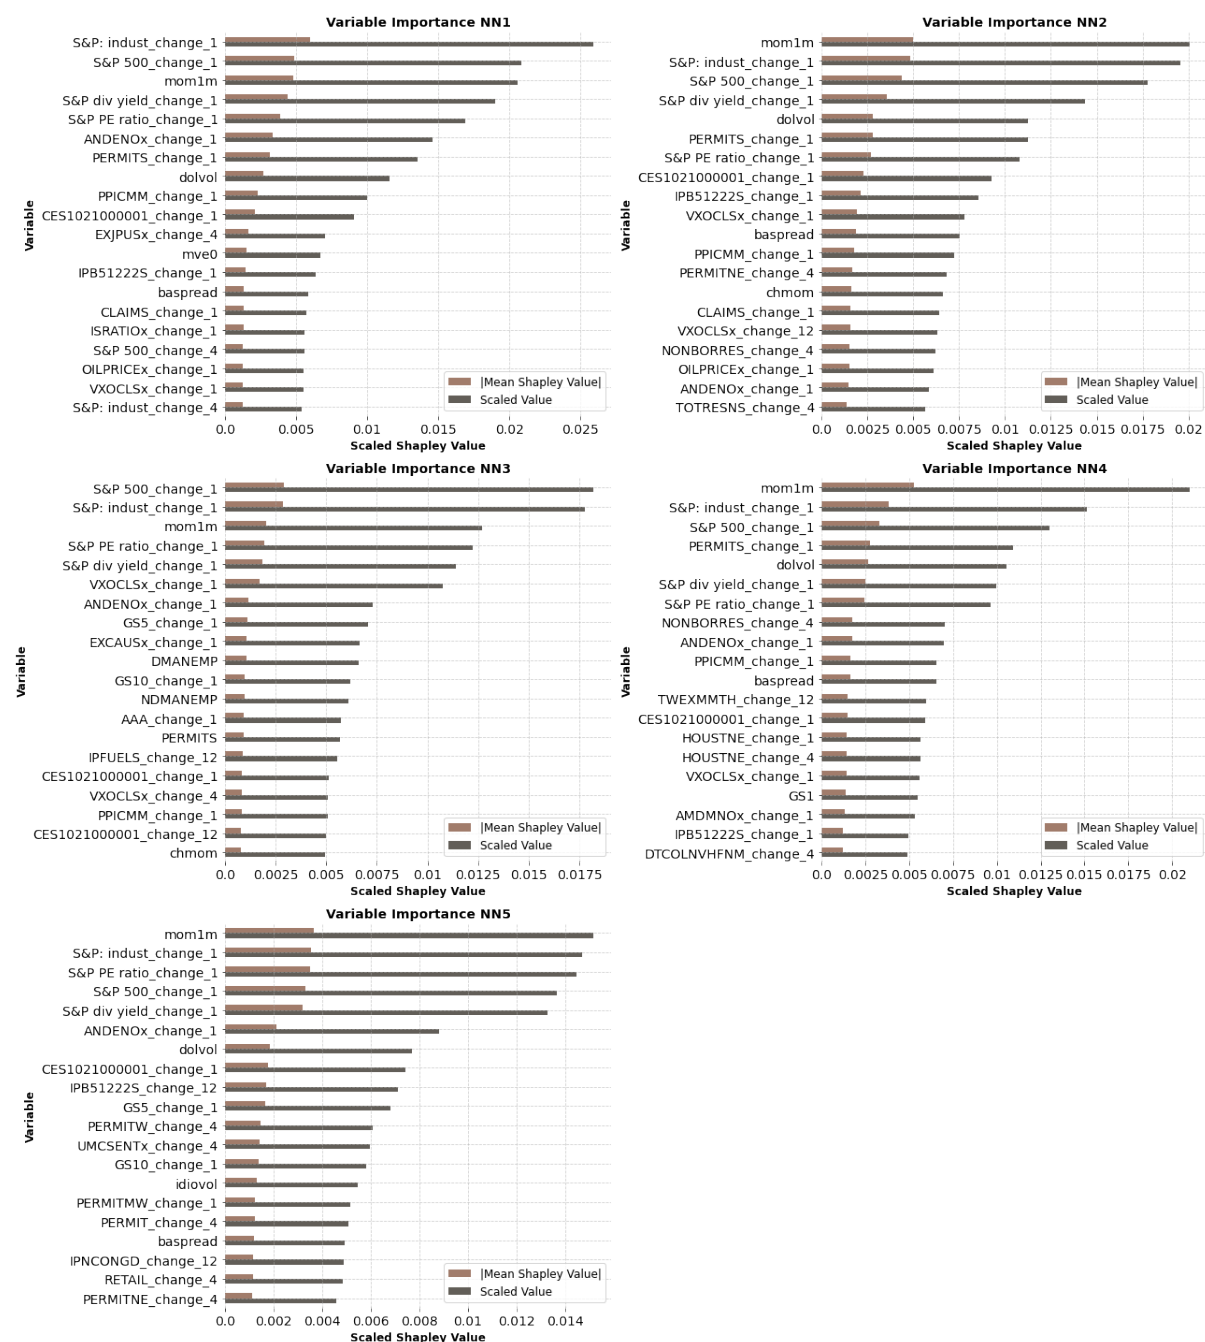 Variable Importance NN1
Variable
S&P: indust_change_1
S&P 500_change_1
mom1m
S&P div yield_change_1
S&P PE ratio_change_1
ANDENOx_change_1
PERMITS_change_1
dolvol
PPICMM_change_1
CES1021000001_change_1
EXJPUSx_change_4
mve0
IPB51222S_change_1
baspread
CLAIMS_change_1
ISRATIOx_change_1
S&P 500_change_4
OILPRICEx_change_1
VXOCLSx_change_1
S&P: indust_change_4
|Mean Shapley Value|
Scaled Value
0.0 0.005 0.01 0.015 0.02 0.025
Scaled Shapley Value
Variable Importance NN2
Variable
mom1m
S&P: indust_change_1
S&P 500_change_1
S&P div yield_change_1
dolvol
PERMITS_change_1
S&P PE ratio_change_1
CES1021000001_change_1
IPB51222S_change_1
VXOCLSx_change_1
baspread
PPICMM_change_1
PERMITNE_change_4
chmom
CLAIMS_change_1
VXOCLSx_change_12
NONBORRES_change_4
OILPRICEx_change_1
ANDENOx_change_1
TOTRESNS_change_4
|Mean Shapley Value|
Scaled Value
0.0 0.0025 0.005 0.0075 0.01 0.0125 0.015 0.0175 0.02
Scaled Shapley Value
Variable Importance NN3
Variable
S&P 500_change_1
S&P: indust_change_1
mom1m
S&P PE ratio_change_1
S&P div yield_change_1
VXOCLSx_change_1
ANDENOx_change_1
GS5_change_1
EXCAUSx_change_1
DMANEMP
GS10_change_1
NDMANEMP
AAA_change_1
PERMITS
IPFUELS_change_12
CES1021000001_change_1
VXOCLSx_change_4
PPICMM_change_1
CES1021000001_change_12
chmom
|Mean Shapley Value|
Scaled Value
0.0 0.0025 0.005 0.0075 0.01 0.0125 0.015 0.0175
Scaled Shapley Value
Variable Importance NN4
Variable
mom1m
S&P: indust_change_1
S&P 500_change_1
PERMITS_change_1
dolvol
S&P div yield_change_1
S&P PE ratio_change_1
NONBORRES_change_4
ANDENOx_change_1
PPICMM_change_1
baspread
TWEXMMTH_change_12
CES1021000001_change_1
HOUSTNE_change_1
HOUSTNE_change_4
VXOCLSx_change_1
GS1
AMDMNOx_change_1
IPB51222S_change_1
DTCOLNVHFNM_change_4
|Mean Shapley Value|
Scaled Value
0.0 0.0025 0.005 0.0075 0.01 0.0125 0.015 0.0175 0.02
Scaled Shapley Value
Variable Importance NN5
Variable
mom1m
S&P: indust_change_1
S&P PE ratio_change_1
S&P 500_change_1
S&P div yield_change_1
ANDENOx_change_1
dolvol
CES1021000001_change_1
IPB51222S_change_12
GS5_change_1
PERMITW_change_4
UMCSENTx_change_4
GS10_change_1
idiovol
PERMITMW_change_1
PERMIT_change_4
baspread
IPNCONGD_change_12
RETAIL_change_4
PERMITNE_change_4
|Mean Shapley Value|
Scaled Value
0.0 0.002 0.004 0.006 0.008 0.01 0.012 0.014
Scaled Shapley Value